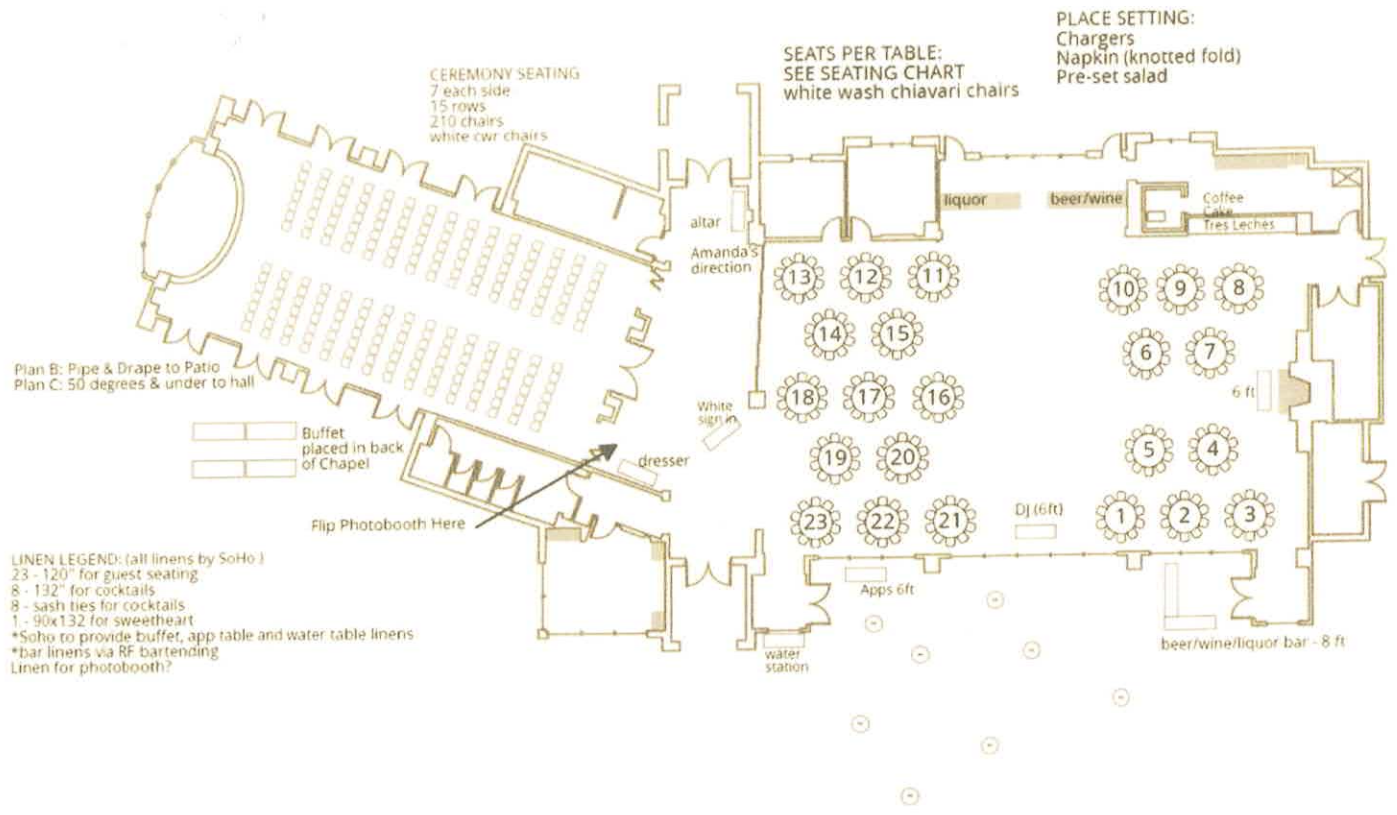 PLACE SETTING:
Chargers
Napkin (knotted fold)
Pre-set salad
SEATS PER TABLE:
SEE SEATING CHART
white wash chiavari chairs
CEREMONY SEATING
7 each side
15 rows
210 chairs
white cwr chairs
liquor
beer/wine
Coffee
Cake
Tres Leches
altar
Amanda's
direction
13
12
11
10
9
8
14
15
6
7
Plan B: Pipe & Drape to Patio
Plan C: 50 degrees & under to hall
18
17
16
6 ft
White
sign in
Buffet
placed in back
of Chapel
dresser
19
20
5
4
Flip Photobooth Here
23
22
21
DJ (6ft)
1
2
3
LINEN LEGEND: (all linens by SoHo )
23 - 120" for guest seating
8 - 132" for cocktails
8 - sash ties for cocktails
1 - 90x132 for sweetheart
*Soho to provide buffet, app table and water table linens
*bar linens via RF bartending
Linen for photobooth?
Apps 6ft
water
station
beer/wine/liquor bar - 8 ft